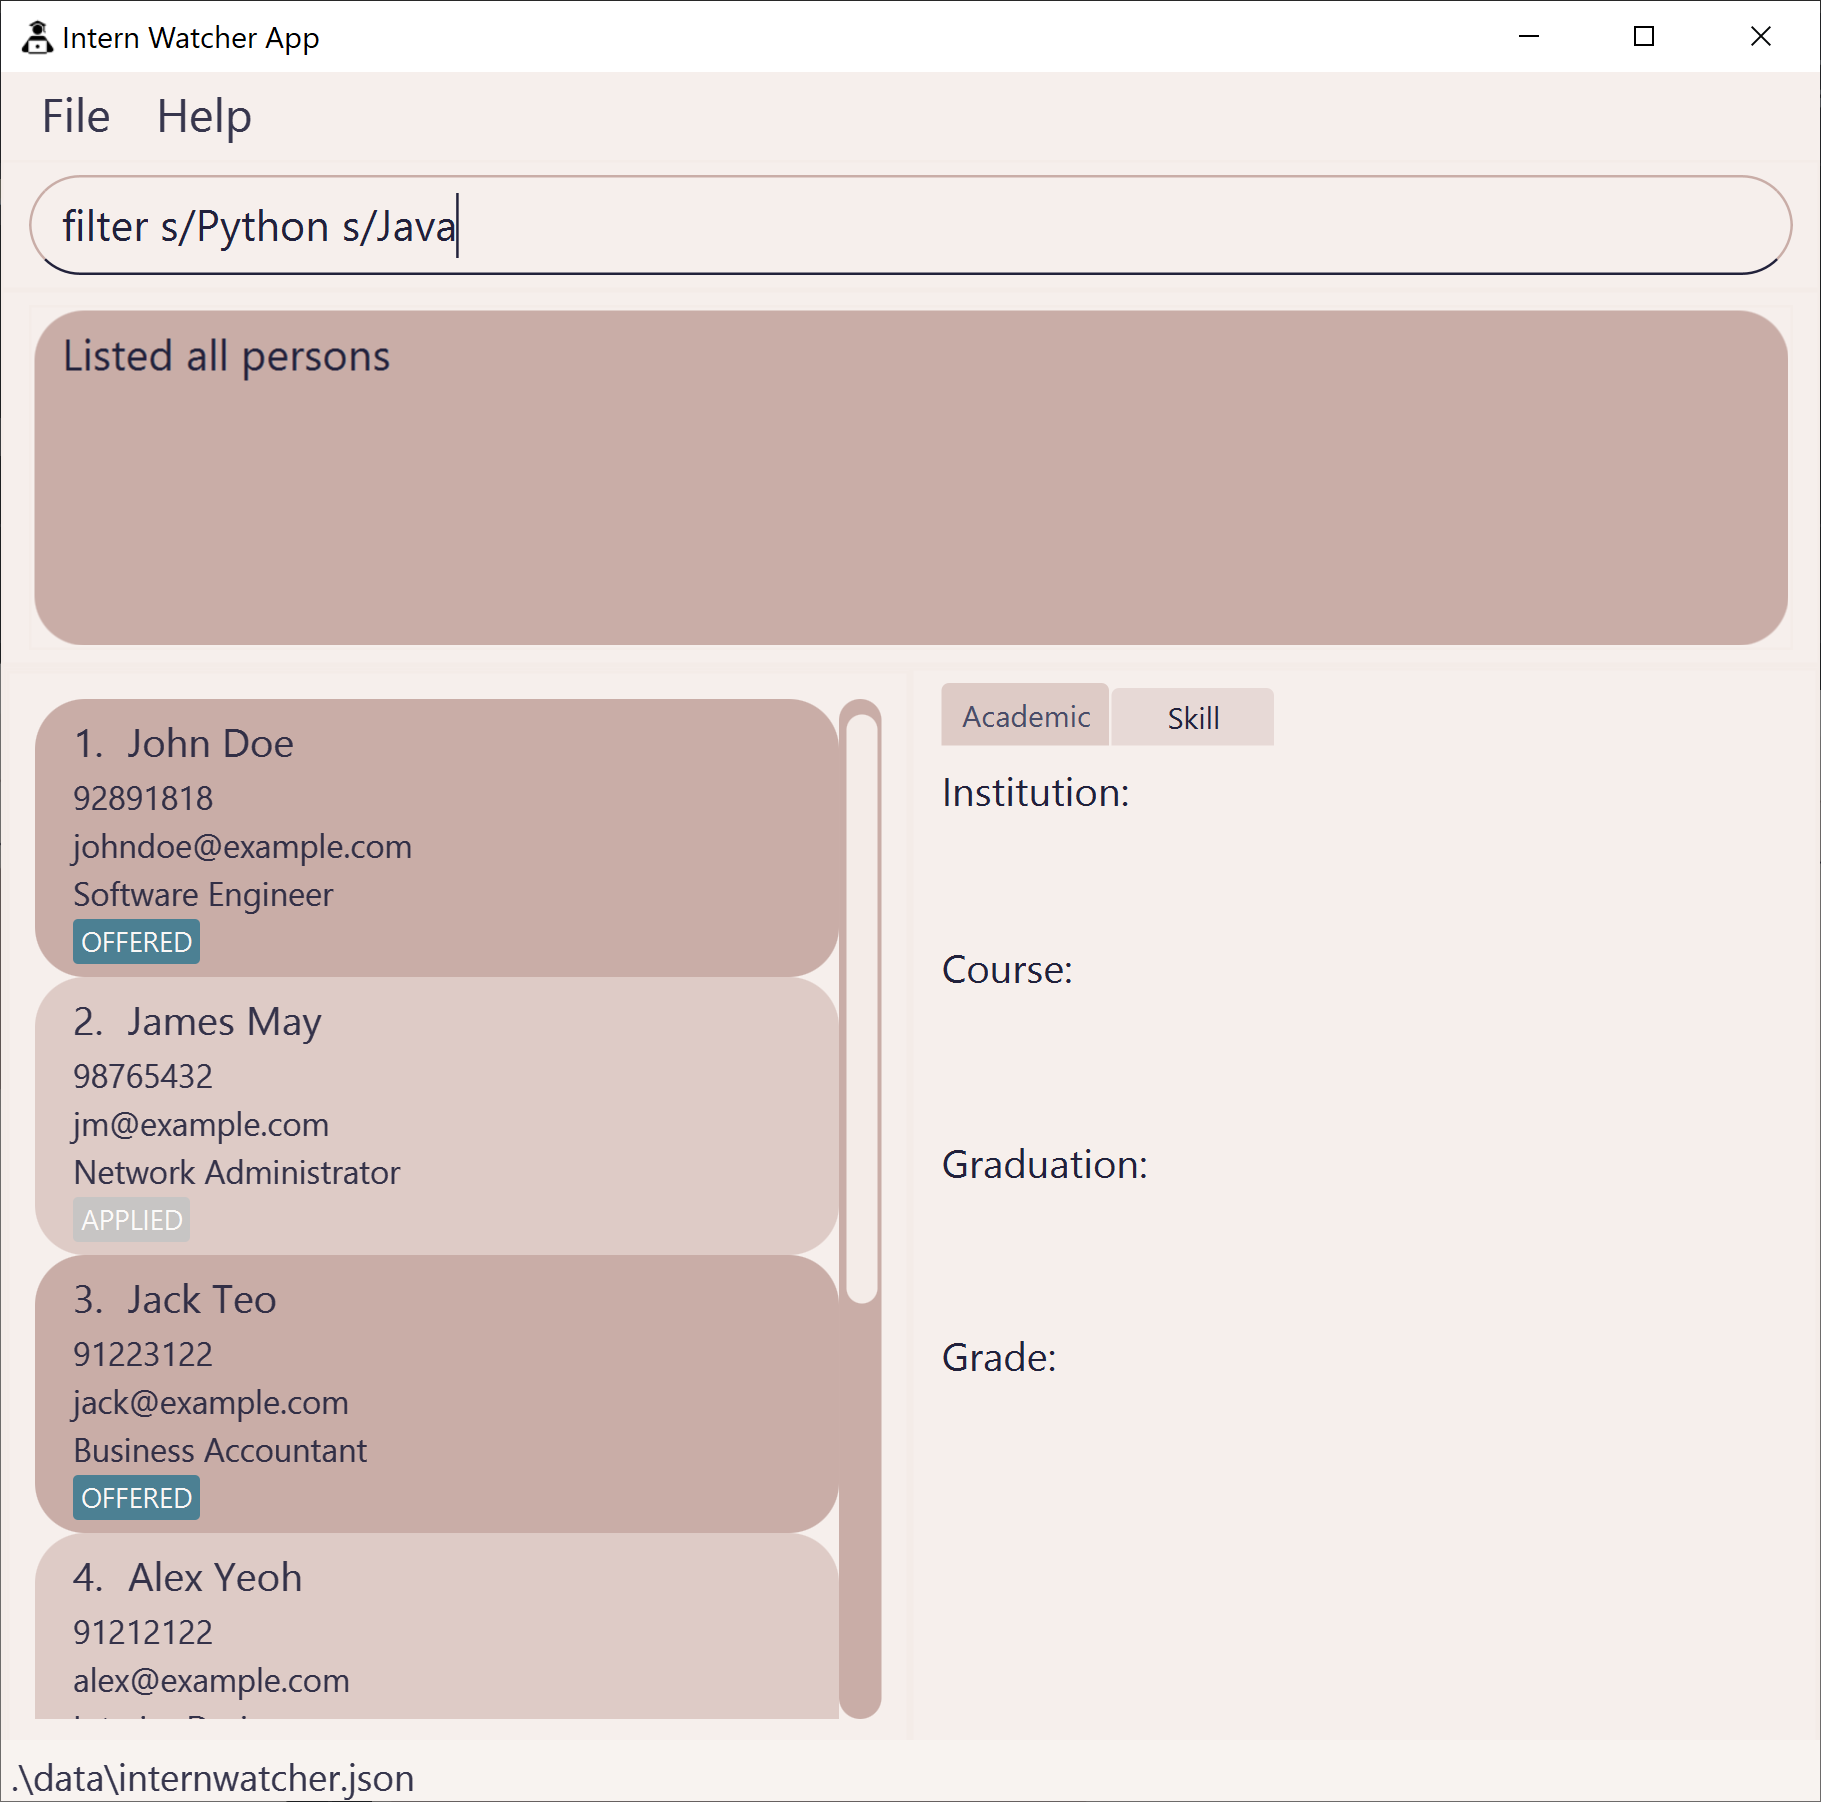 Intern Watcher App
File Help
filter s/Python s/Java
Listed all persons
1. John Doe
92891818
johndoe@example.com
Software Engineer
OFFERED
2. James May
98765432
jm@example.com
Network Administrator
APPLIED
3. Jack Teo
91223122
jack@example.com
Business Accountant
OFFERED
4. Alex Yeoh
91212122
alex@example.com
Academic Skill
Institution:
Course:
Graduation:
Grade:
.\data\internwatcher.json